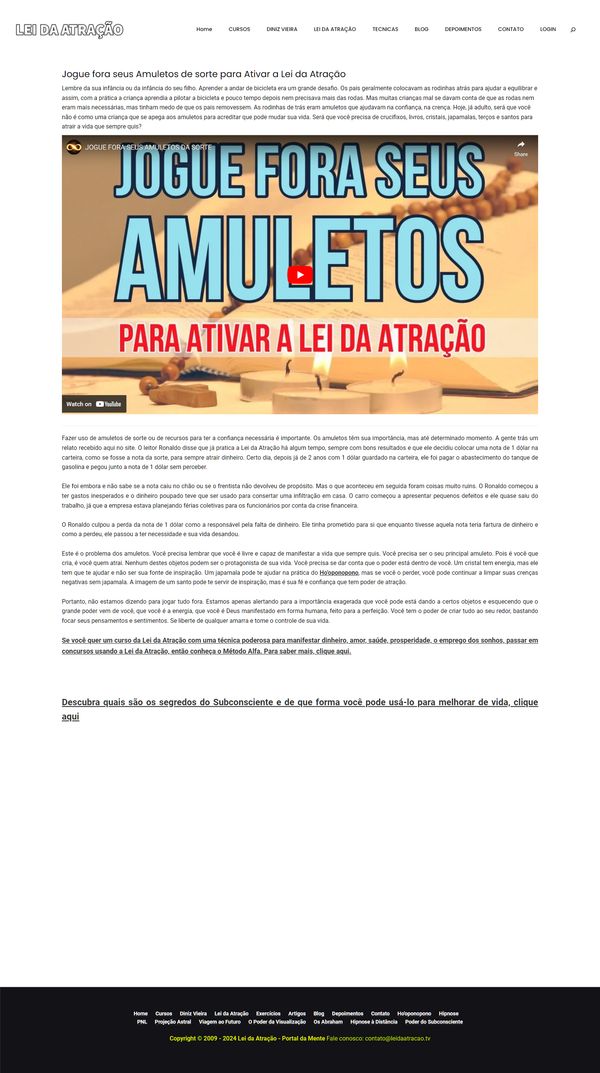 LEI DA ATRAÇÃO
Home CURSOS DINIZ VIEIRA LEI DA ATRAÇÃO TECNICAS BLOG DEPOIMENTOS CONTATO LOGIN
Jogue fora seus Amuletos de sorte para Ativar a Lei da Atração
Lembre da sua infância ou da infância do seu filho. Aprender a andar de bicicleta era um grande desafio. Os pais geralmente colocavam as rodinhas atrás para ajudar a equilibrar e
assim, com a prática a criança aprendia a pilotar a bicicleta e pouco tempo depois nem precisava mais das rodas. Mas muitas crianças mal se davam conta de que as rodas nem
eram mais necessárias, mas tinham medo de que os pais removessem. As rodinhas de trás eram amuletos que ajudavam na confiança, na crença. Hoje, já adulto, será que você
não é como uma criança que se apega aos amuletos para acreditar que pode mudar sua vida. Será que você precisa de crucifixos, livros, cristais, japamalas, terços e santos para
atrair a vida que sempre quis?
JOGUE FORA SEUS AMULETOS DA SORTE
Share
JOGUE FORA SEUS
AMULETOS
PARA ATIVAR A LEI DA ATRAÇÃO
Watch on YouTube
Fazer uso de amuletos de sorte ou de recursos para ter a confiança necessária é importante. Os amuletos têm sua importância, mas até determinado momento. A gente trás um
relato recebido aqui no site. O leitor Ronaldo disse que já pratica a Lei da Atração há algum tempo, sempre com bons resultados e que ele decidiu colocar uma nota de 1 dólar na
carteira, como se fosse a nota da sorte, para sempre atrair dinheiro. Certo dia, depois já de 2 anos com 1 dólar guardado na carteira, ele foi pagar o abastecimento do tanque de
gasolina e pegou junto a nota de 1 dólar sem perceber.
Ele foi embora e não sabe se a nota caiu no chão ou se o frentista não devolveu de propósito. Mas o que aconteceu em seguida foram coisas muito ruins. O Ronaldo começou a
ter gastos inesperados e o dinheiro poupado teve que ser usado para consertar uma infiltração em casa. O carro começou a apresentar pequenos defeitos e ele quase saiu do
trabalho, já que a empresa estava planejando férias coletivas para os funcionários por conta da crise financeira.
O Ronaldo culpou a perda da nota de 1 dólar como a responsável pela falta de dinheiro. Ele tinha prometido para si que enquanto tivesse aquela nota teria fartura de dinheiro e
como a perdeu, ele passou a ter necessidade e sua vida desandou.
Este é o problema dos amuletos. Você precisa lembrar que você é livre e capaz de manifestar a vida que sempre quis. Você precisa ser o seu principal amuleto. Pois é você que
cria, é você quem atrai. Nenhum destes objetos podem ser o protagonista de sua vida. Você precisa se dar conta que o poder está dentro de você. Um cristal tem energia, mas ele
tem que te ajudar e não ser sua fonte de inspiração. Um japamala pode te ajudar na prática do Ho'oponopono, mas se você o perder, você pode continuar a limpar suas crenças
negativas sem japamala. A imagem de um santo pode te servir de inspiração, mas é sua fé e confiança que tem poder de atração.
Portanto, não estamos dizendo para jogar tudo fora. Estamos apenas alertando para a importância exagerada que você pode está dando a certos objetos e esquecendo que o
grande poder vem de você, que você é a energia, que você é Deus manifestado em forma humana, feito para a perfeição. Você tem o poder de criar tudo ao seu redor, bastando
focar seus pensamentos e sentimentos. Se liberte de qualquer amarra e tome o controle de sua vida.
Se você quer um curso da Lei da Atração com uma técnica poderosa para manifestar dinheiro, amor, saúde, prosperidade, o emprego dos sonhos, passar em
concursos usando a Lei da Atração, então conheça o Método Alfa. Para saber mais, clique aqui.
Descubra quais são os segredos do Subconsciente e de que forma você pode usá-lo para melhorar de vida, clique
aqui
Home Cursos Diniz Vieira Lei da Atração Exercícios Artigos Blog Depoimentos Contato Ho'oponopono Hipnose
PNL Projeção Astral Viagem ao Futuro O Poder da Visualização Os Abraham Hipnose à Distância Poder do Subconsciente
Copyright © 2009 - 2024 Lei da Atração - Portal da Mente Fale conosco: contato@leidaatracao.tv